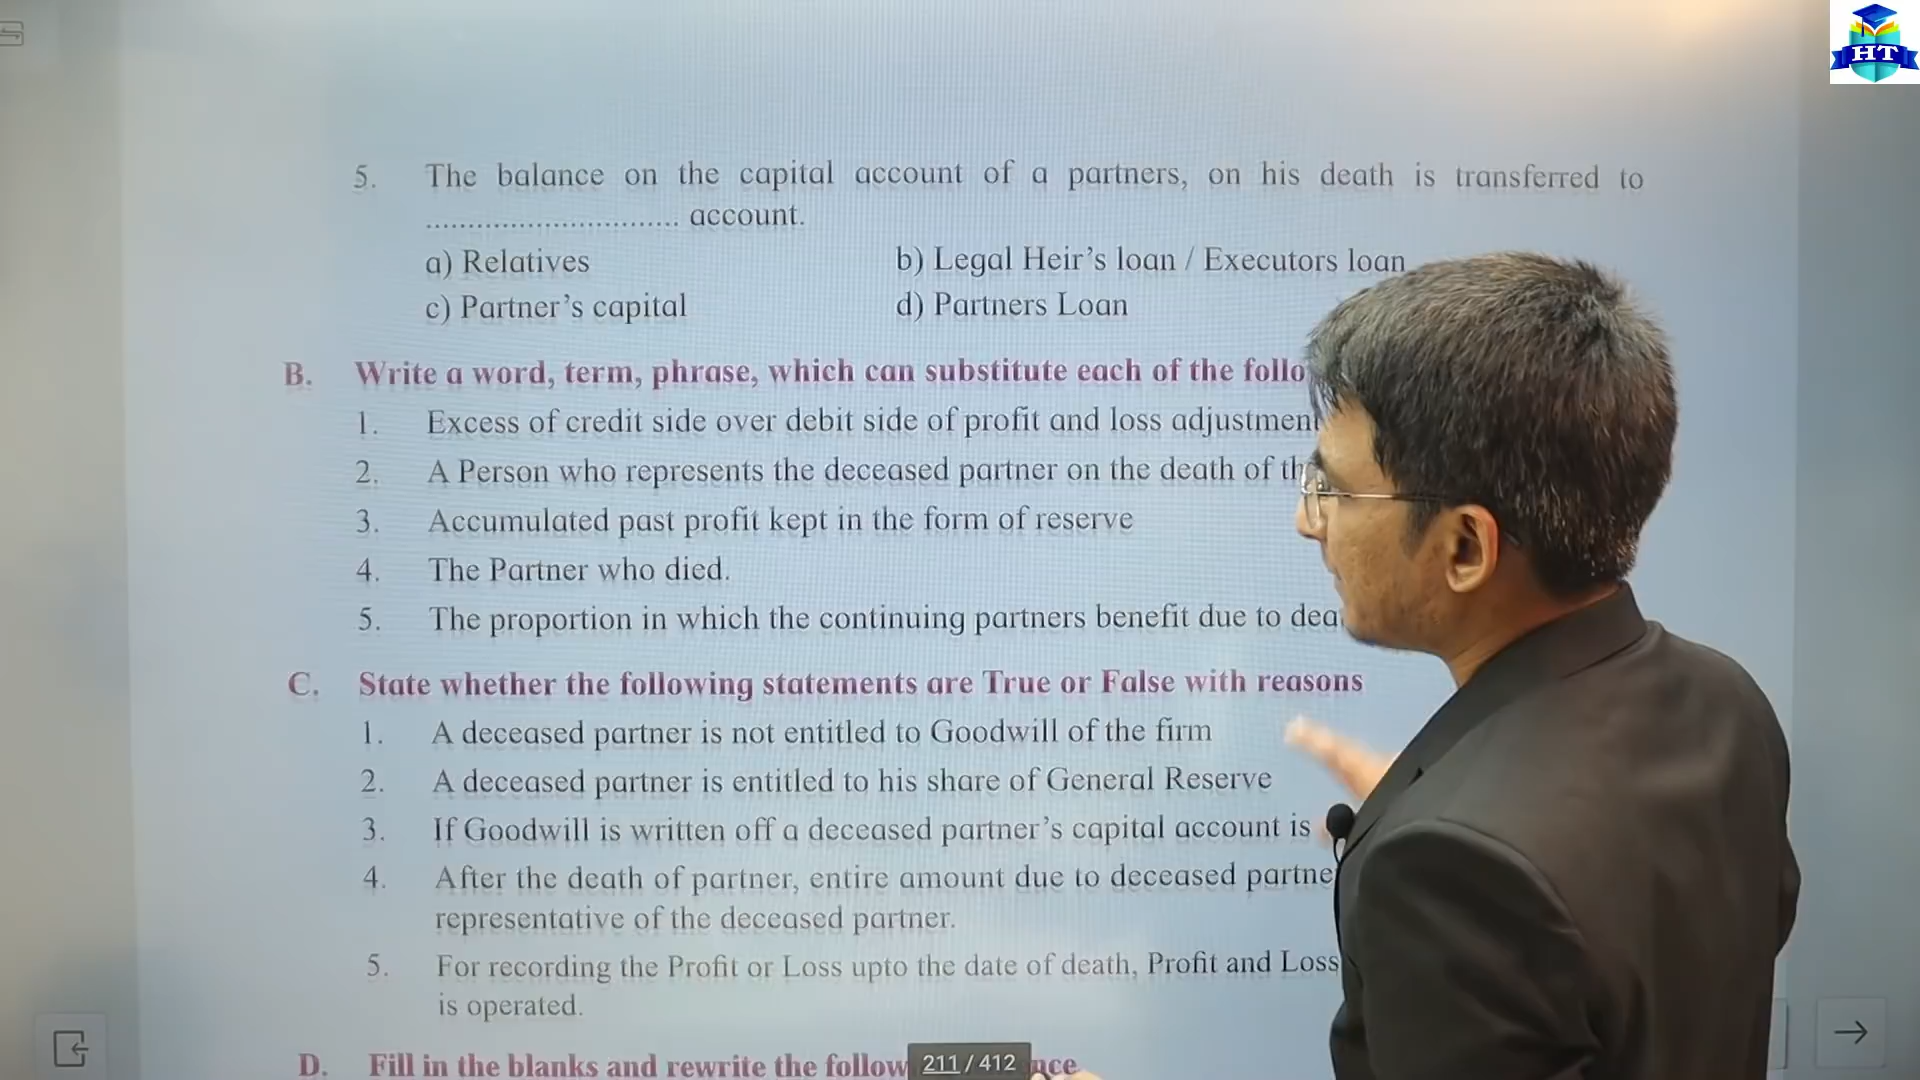 HT
5. The balance on the capital account of a partners, on his death is transferred to
.............................. account.
a) Relatives b) Legal Heir's loan / Executors loan
c) Partner's capital d) Partners Loan
B. Write a word, term, phrase, which can substitute each of the follo
1. Excess of credit side over debit side of profit and loss adjustment
2. A Person who represents the deceased partner on the death of th
3. Accumulated past profit kept in the form of reserve
4. The Partner who died.
5. The proportion in which the continuing partners benefit due to dea
C. State whether the following statements are True or False with reasons
1. A deceased partner is not entitled to Goodwill of the firm
2. A deceased partner is entitled to his share of General Reserve
3. If Goodwill is written off a deceased partner's capital account is
4. After the death of partner, entire amount due to deceased partne
representative of the deceased partner.
5. For recording the Profit or Loss upto the date of death, Profit and Loss
is operated.
D. Fill in the blanks and rewrite the follow nce
211 / 412